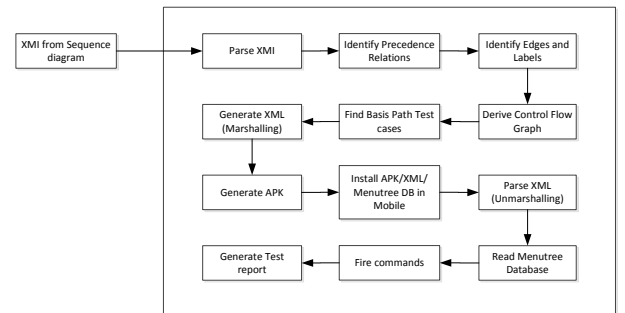 XMI from Sequence
diagram
Parse XMI
Identify Precedence
Relations
Identify Edges and
Labels
Generate XML
(Marshalling)
Find Basis Path Test
cases
Derive Control Flow
Graph
Generate APK
Install APK/XML/
Menutree DB in
Mobile
Parse XML
(Unmarshalling)
Generate Test
report
Fire commands
Read Menutree
Database